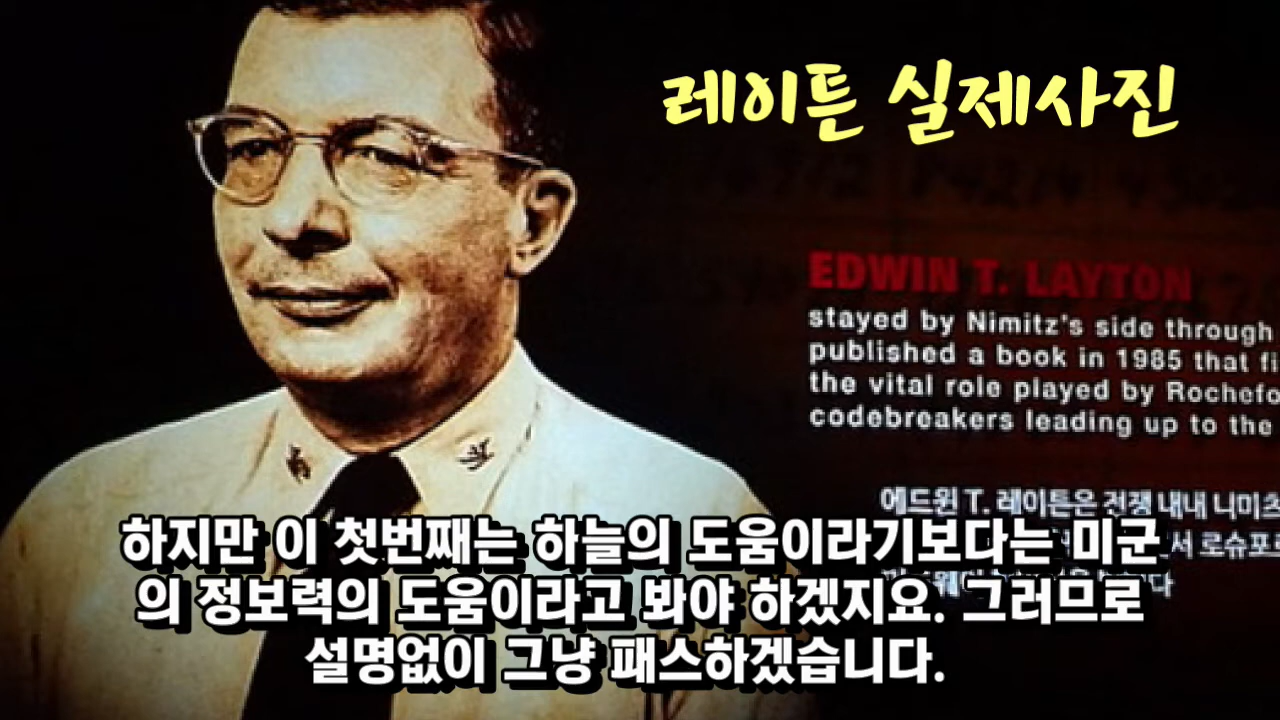 레이튼 실제사진
EDWIN T. LAYTON
stayed by Nimitz's side through
published a book in 1985 that fi
the vital role played by Rochefo
codebreakers leading up to the
에드윈 T. 레이튼은 전쟁 내내 니미츠
서 로슈포르
하지만 이 첫번째는 하늘의 도움이라기보다는 미군
의 정보력의 도움이라고 봐야 하겠지요. 그러므로
설명없이 그냥 패스하겠습니다.